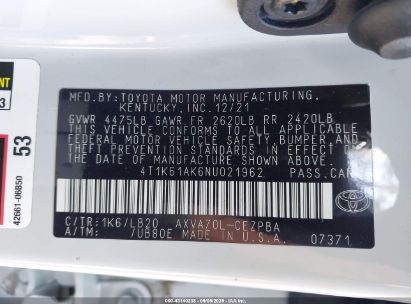 MFD. BY: TOYOTA MOTOR MANUFACTURING,
KENTUCKY, INC. 12/21
GVWR 4475LB GAWR FR 2620LB RR 2420LB
THIS VEHICLE CONFORMS TO ALL APPLICABLE
FEDERAL MOTOR VEHICLE SAFETY, BUMPER,
AND THEFT PREVENTION STANDARDS IN EFFECT ON
THE DATE OF MANUFACTURE SHOWN ABOVE.
4T1K61AK6NU021962 PASS.CAR
C/TR: 1K6/LB20 AXVA70L-CEZPBA
A/TM: 7UB80E MADE IN U.S.A. 07371
TOYOTA
53
42661-06850